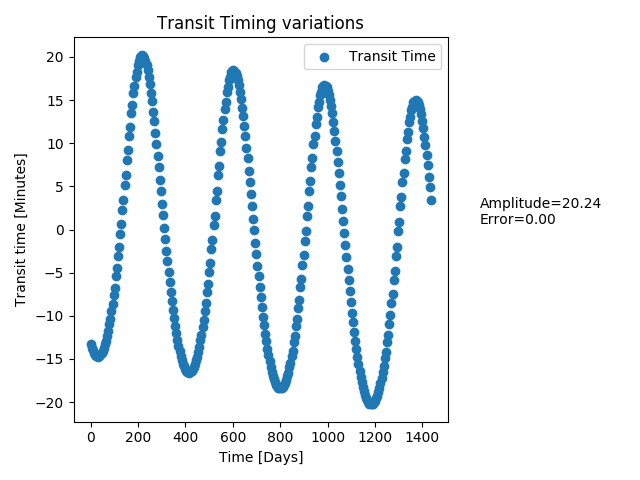 Transit Timing variations
Transit Time
Transit time [Minutes]
20
15
10
5
0
−5
−10
−15
−20
0
200
400
600
800
1000
1200
1400
Time [Days]
Amplitude=20.24
Error=0.00